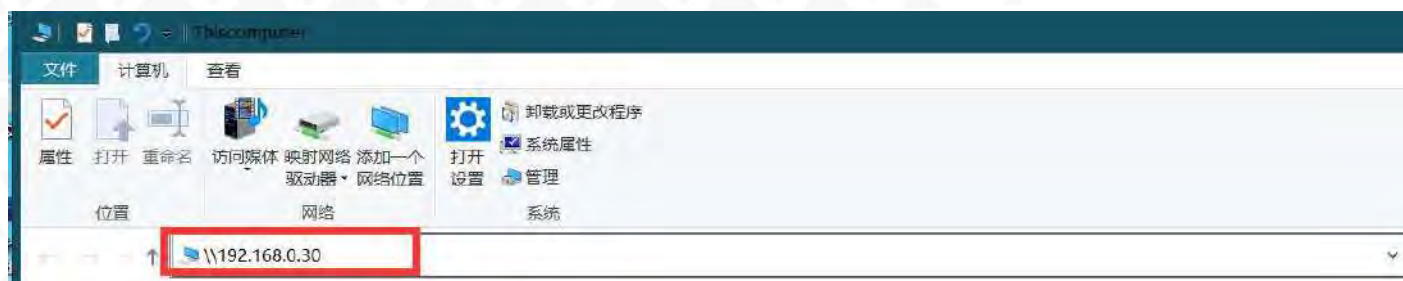 Thiscomputer
文件 计算机 查看
属性 打开 重命名 访问媒体 映射网络驱动器 添加一个网络位置 打开设置 卸载或更改程序
系统属性
管理
位置 网络 系统
\\192.168.0.30